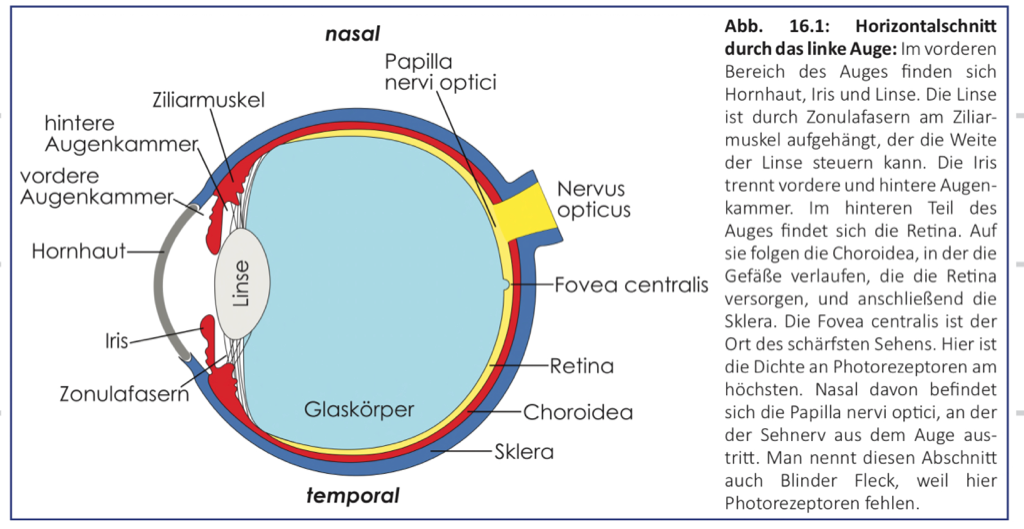 nasal
Papilla
nervi optici
Ziliarmuskel
hintere
Augenkammer
vordere
Augenkammer
Nervus
opticus
Hornhaut
Linse
Fovea centralis
Iris
Retina
Zonulafasern
Glaskörper
Choroidea
Sklera
temporal
Abb. 16.1: Horizontalschnitt
durch das linke Auge: Im vorderen
Bereich des Auges finden sich
Hornhaut, Iris und Linse. Die Linse
ist durch Zonulafasern am Ziliar-
muskel aufgehängt, der die Weite
der Linse steuern kann. Die Iris
trennt vordere und hintere Augen-
kammer. Im hinteren Teil des
Auges findet sich die Retina. Auf
sie folgen die Choroidea, in der die
Gefäße verlaufen, die die Retina
versorgen, und anschließend die
Sklera. Die Fovea centralis ist der
Ort des schärfsten Sehens. Hier ist
die Dichte an Photorezeptoren am
höchsten. Nasal davon befindet
sich die Papilla nervi optici, an der
der Sehnerv aus dem Auge aus-
tritt. Man nennt diesen Abschnitt
auch Blinder Fleck, weil hier
Photorezeptoren fehlen.